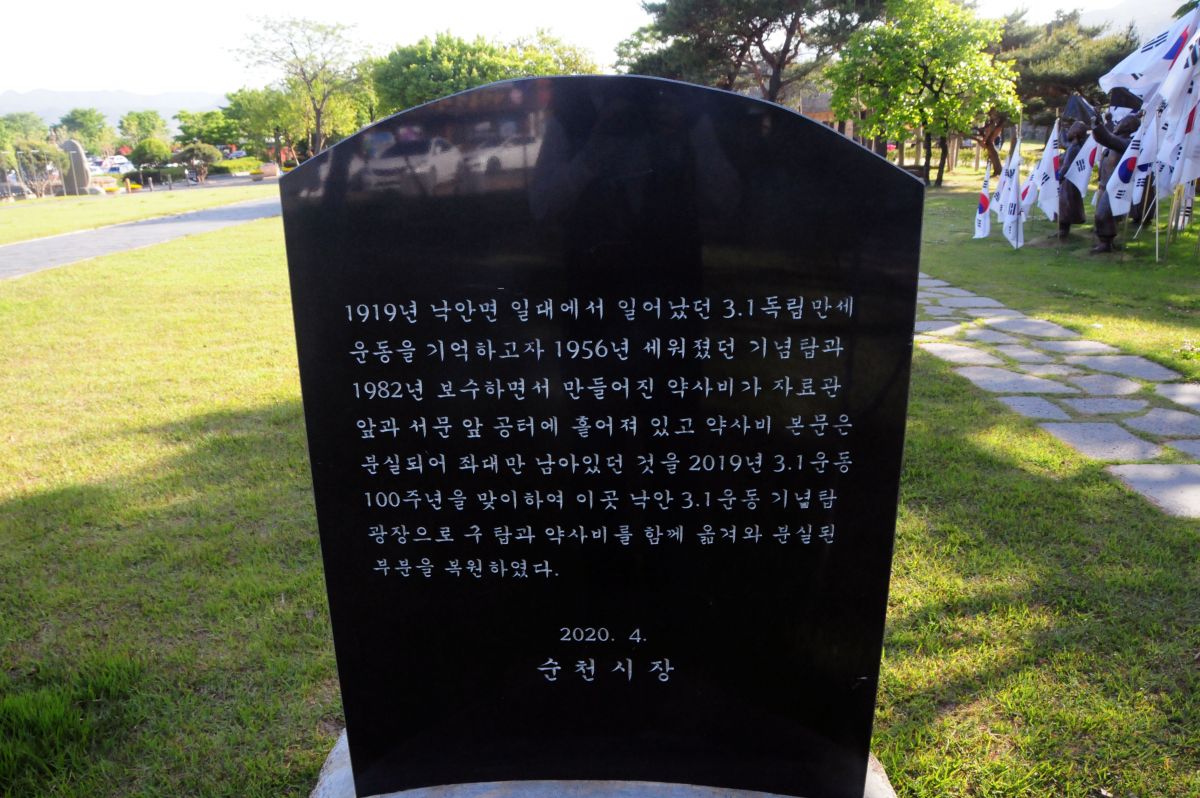 1919년 낙안면 일대에서 일어났던 3.1독립만세
운동을 기억하고자 1956년 세워졌던 기념탑과
1982년 보수하면서 만들어진 약사비가 자료관
앞과 서문 앞 공터에 흩어져 있고 약사비 본문은
분실되어 좌대만 남아있던 것을 2019년 3.1운동
100주년을 맞이하여 이곳 낙안 3.1운동 기념탑
광장으로 구 탑과 약사비를 함께 옮겨와 분실된
부분을 복원하였다.
2020. 4.
순천시장